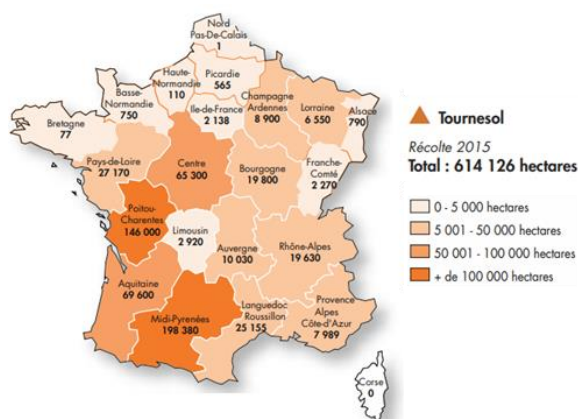 Nord
Pas-De-Calais
1
Haute-
Normandie
110
Picardie
565
Basse-
Normandie
750
Ile-de-France
2 138
Champagne
Ardennes
8 900
Lorraine
6 550
Alsace
790
Bretagne
77
Pays-de-Loire
27 170
Centre
65 300
Bourgogne
19 800
Franche-
Comté
2 270
Poitou-
Charentes
146 000
Limousin
2 920
Auvergne
10 030
Rhône-Alpes
19 630
Aquitaine
69 600
Midi-Pyrénées
198 380
Languedoc
Roussillon
25 155
Provence
Alpes
Côte-d'Azur
7 989
Corse
0
Tournesol
Récolte 2015
Total : 614 126 hectares
0 - 5 000 hectares
5 001 - 50 000 hectares
50 001 - 100 000 hectares
+ de 100 000 hectares